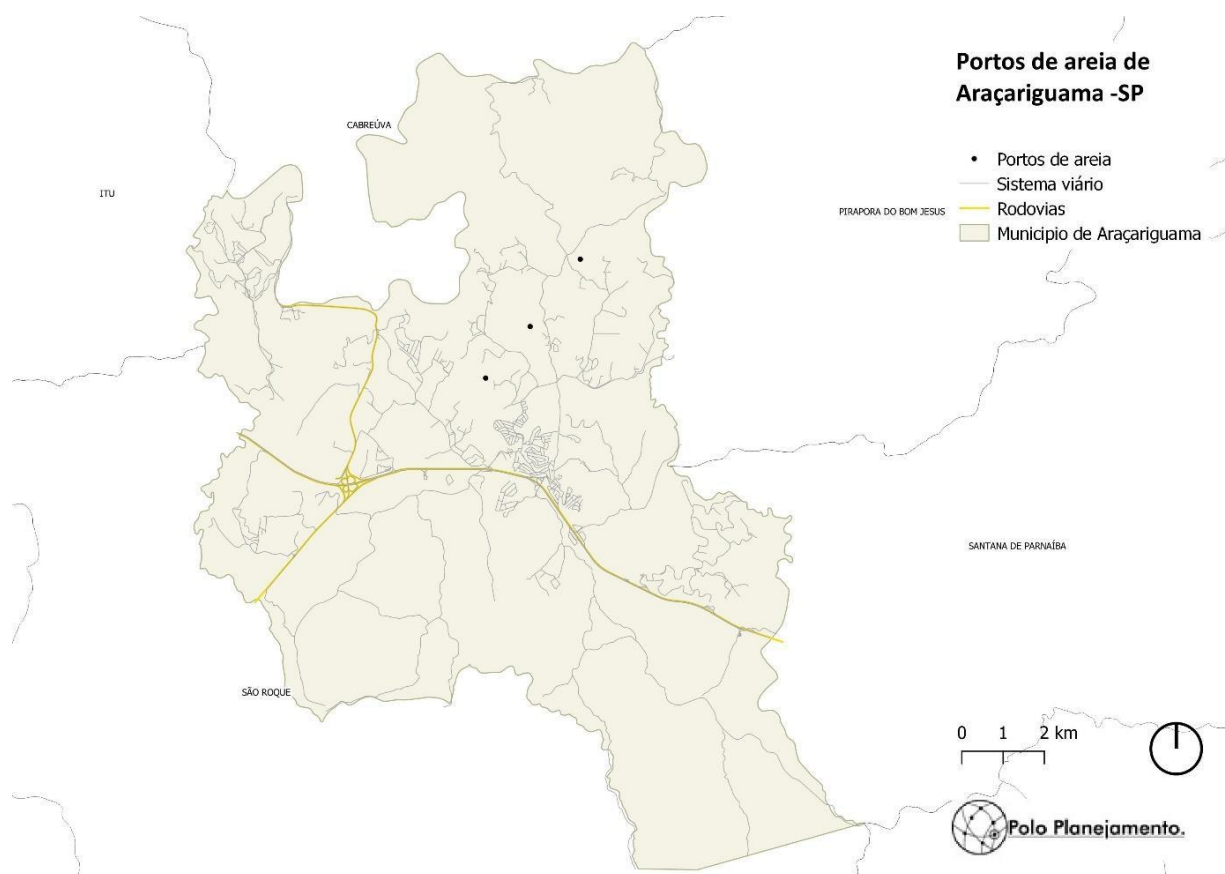 Portos de areia de
Araçariguama -SP
CABREÚVA
Portos de areia
ITU
Sistema viário
PIRAPORA DO BOM JESUS
Rodovias
Municipio de Araçariguama
SANTANA DE PARNAÍBA
SÃO ROQUE
0 1 2 km
Polo Planejamento.